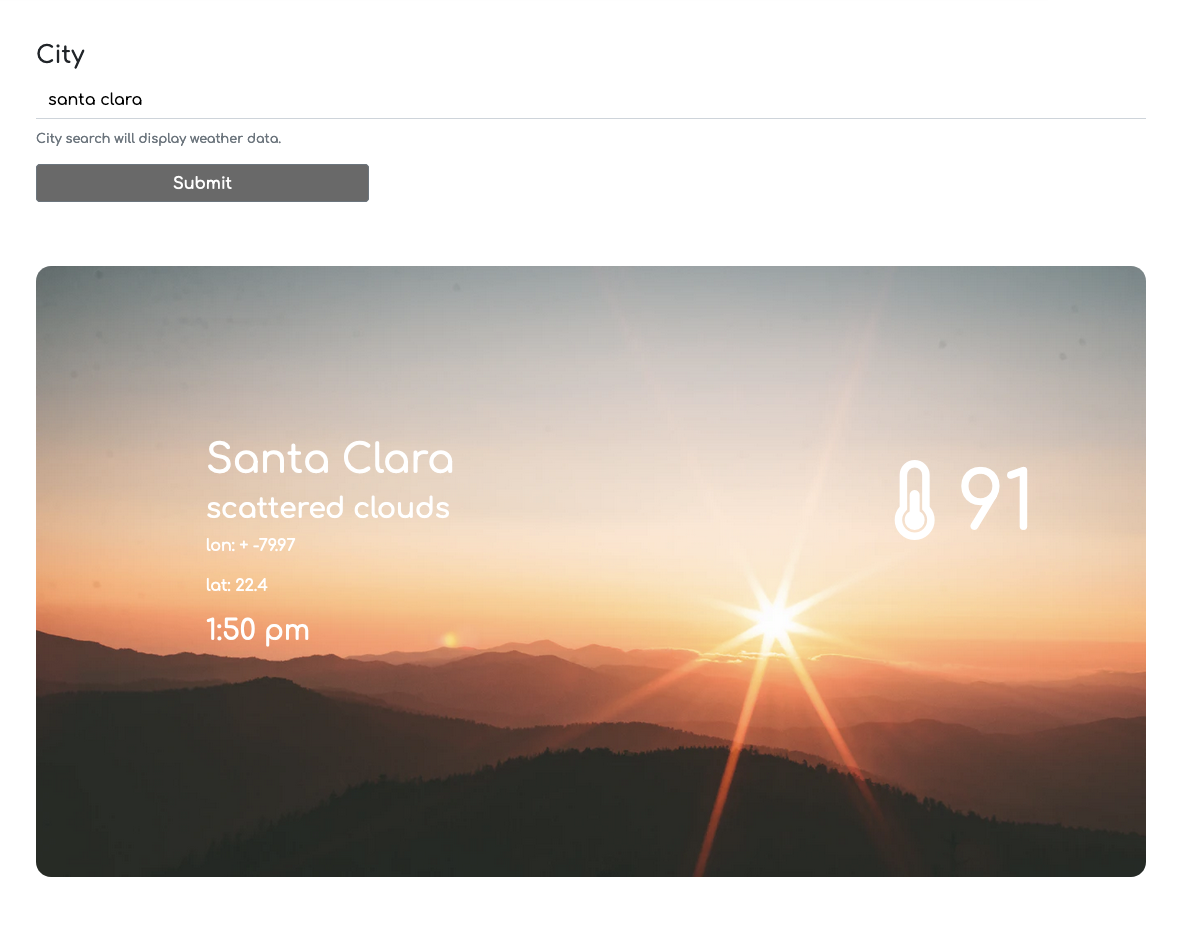 City
santa clara
City search will display weather data.
Submit
Santa Clara
scattered clouds
lon: + -79.97
lat: 22.4
1:50 pm
91